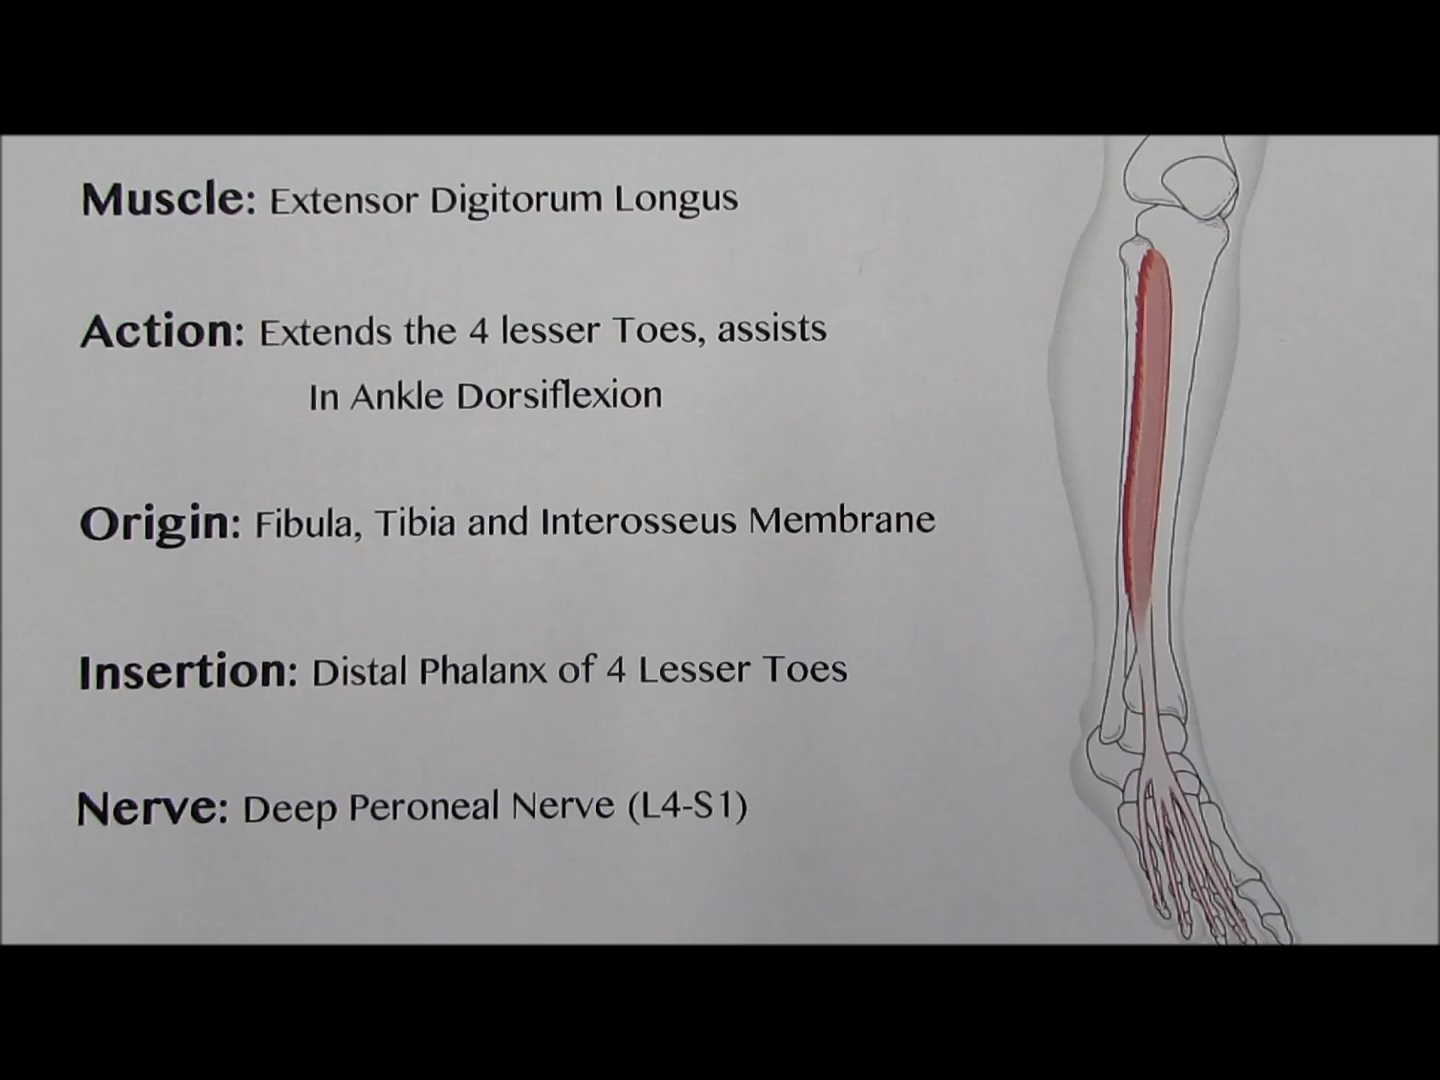 Muscle: Extensor Digitorum Longus
Action: Extends the 4 lesser Toes, assists
In Ankle Dorsiflexion
Origin: Fibula, Tibia and Interosseus Membrane
Insertion: Distal Phalanx of 4 Lesser Toes
Nerve: Deep Peroneal Nerve (L4-S1)